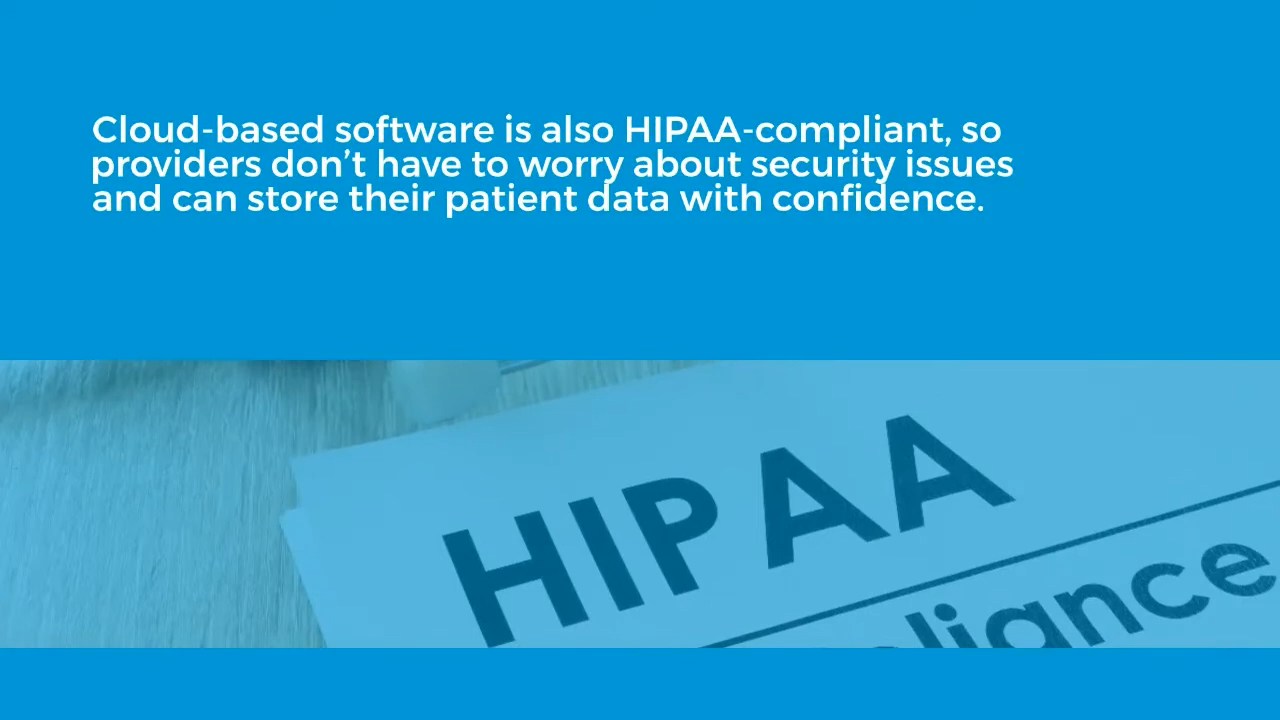 Cloud-based software is also HIPAA-compliant, so
providers don’t have to worry about security issues
and can store their patient data with confidence.
HIPAA